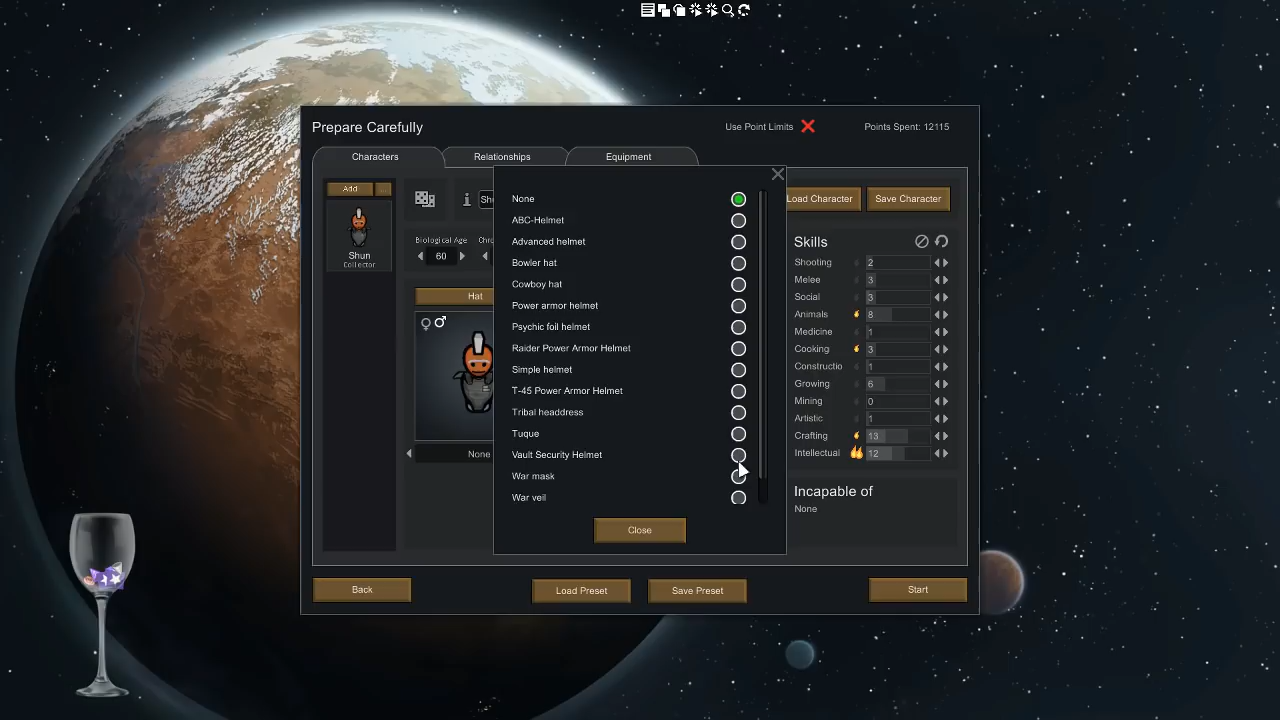 Prepare Carefully
Use Point Limits
Points Spent: 12115
Characters
Relationships
Equipment
Add
Shun
Collector
Sh
Load Character
Save Character
Biological Age
Chr
60
Hat
None
None
ABC-Helmet
Advanced helmet
Bowler hat
Cowboy hat
Power armor helmet
Psychic foil helmet
Raider Power Armor Helmet
Simple helmet
T-45 Power Armor Helmet
Tribal headdress
Tuque
Vault Security Helmet
War mask
War veil
Close
Skills
Shooting 2
Melee 3
Social 3
Animals 8
Medicine 1
Cooking 3
Constructio 1
Growing 6
Mining 0
Artistic 1
Crafting 13
Intellectual 12
Incapable of
None
Back
Load Preset
Save Preset
Start